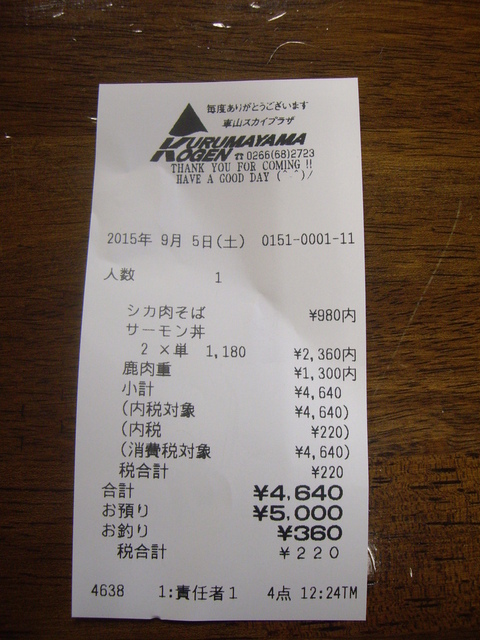 毎度ありがとうございます
車山スカイプラザ
KURUMAYAMA
KOGEN ☎0266(68)2723
THANK YOU FOR COMING !!
HAVE A GOOD DAY (^-^)/
2015年 9月 5日(土) 0151-0001-11
人数 1
シカ肉そば ¥980内
サーモン丼
2 ×単 1,180 ¥2,360内
鹿肉重 ¥1,300内
小計 ¥4,640
(内税対象 ¥4,640)
(内税 ¥220)
(消費税対象 ¥4,640)
税合計 ¥220
合計 ¥4,640
お預り ¥5,000
お釣り ¥360
税合計 ¥220
4638 1:責任者1 4点 12:24TM